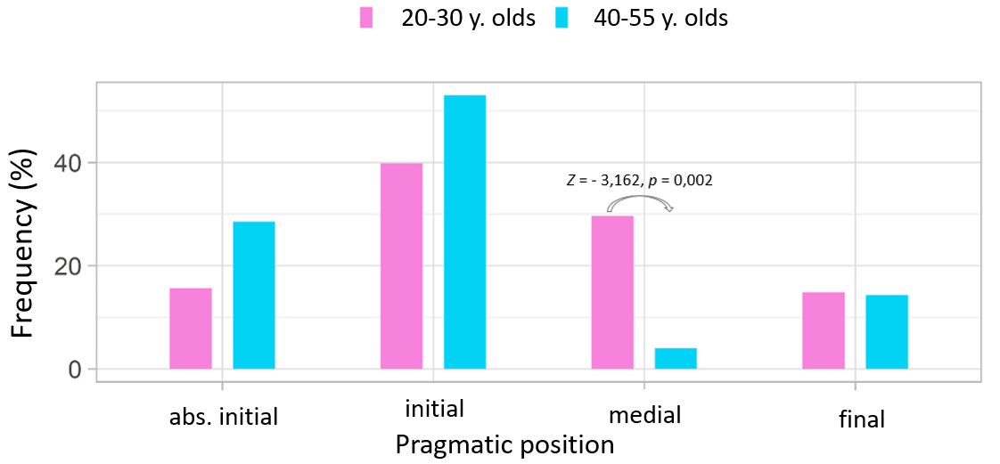 20-30 y. olds 40-55 y. olds
Frequency (%)
40
20
0
Z = - 3,162, p = 0,002
abs. initial initial medial final
Pragmatic position